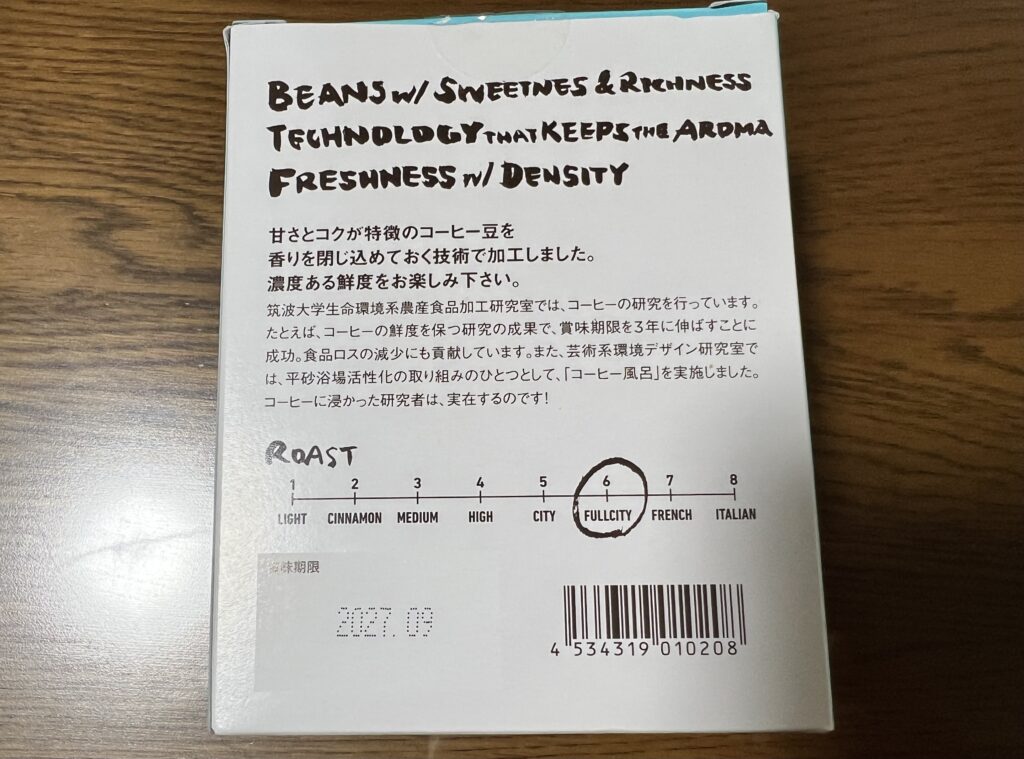 BEANS W/ SWEETNES & RICHNESS
TECHNOLOGY THAT KEEPS THE AROMA
FRESHNESS W/ DENSITY
甘さとコクが特徴のコーヒー豆を
香りを閉じ込めておく技術で加工しました。
濃度ある鮮度をお楽しみ下さい。
筑波大学生命環境系農産食品加工研究室では、コーヒーの研究を行っています。
たとえば、コーヒーの鮮度を保つ研究の成果で、賞味期限を3年に伸ばすことに
成功。食品ロスの減少にも貢献しています。また、芸術系環境デザイン研究室で
は、平砂浴場活性化の取り組みのひとつとして、「コーヒー風呂」を実施しました。
コーヒーに浸かった研究者は、実在するのです!
ROAST
1 2 3 4 5 6 7 8
LIGHT CINNAMON MEDIUM HIGH CITY FULLCITY FRENCH ITALIAN
賞味期限
2027.09
4 534319 010208